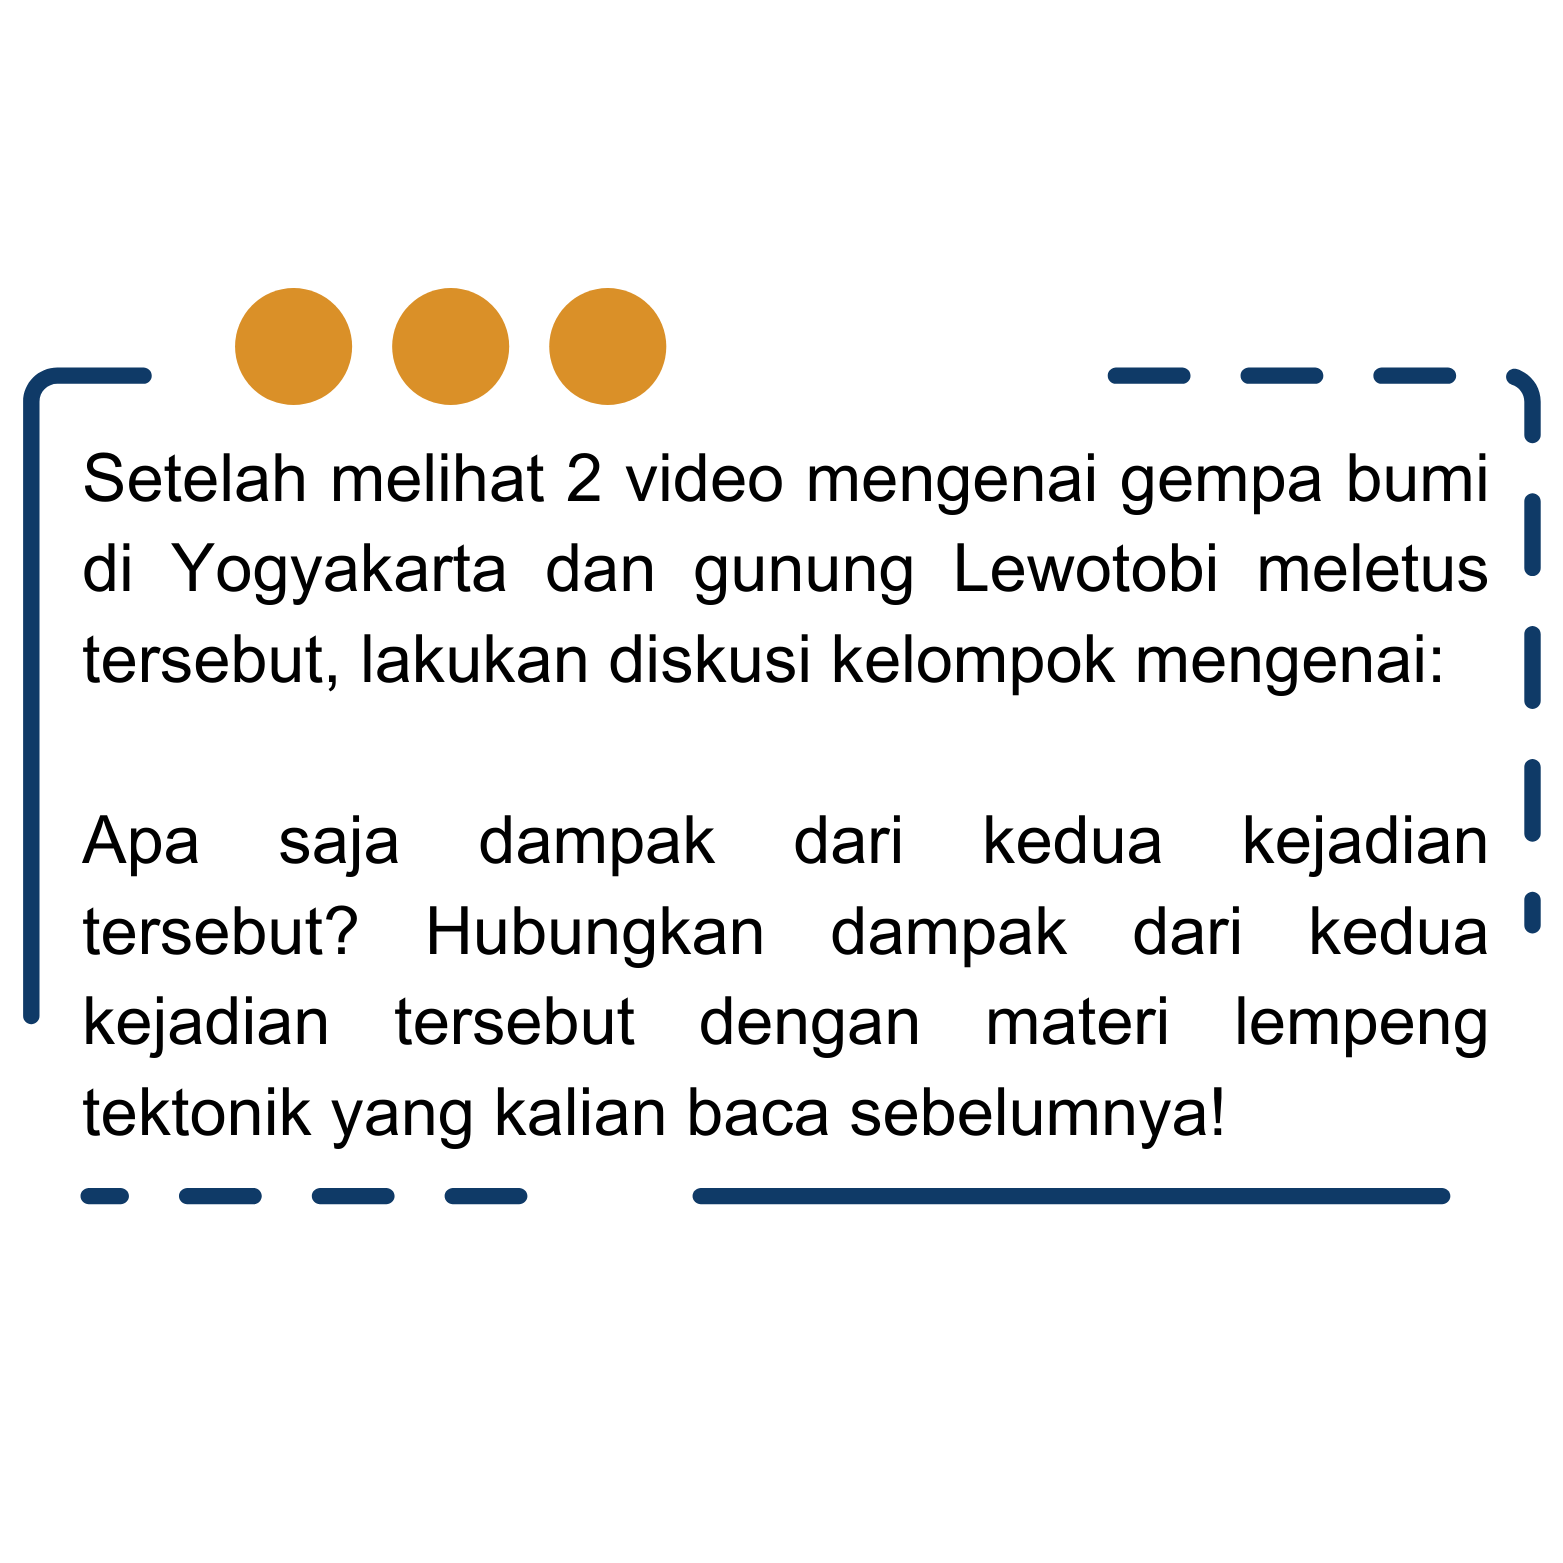 Setelah melihat 2 video mengenai gempa bumi
di Yogyakarta dan gunung Lewotobi meletus
tersebut, lakukan diskusi kelompok mengenai:
Apa saja dampak dari kedua kejadian
tersebut? Hubungkan dampak dari kedua
kejadian tersebut dengan materi lempeng
tektonik yang kalian baca sebelumnya!